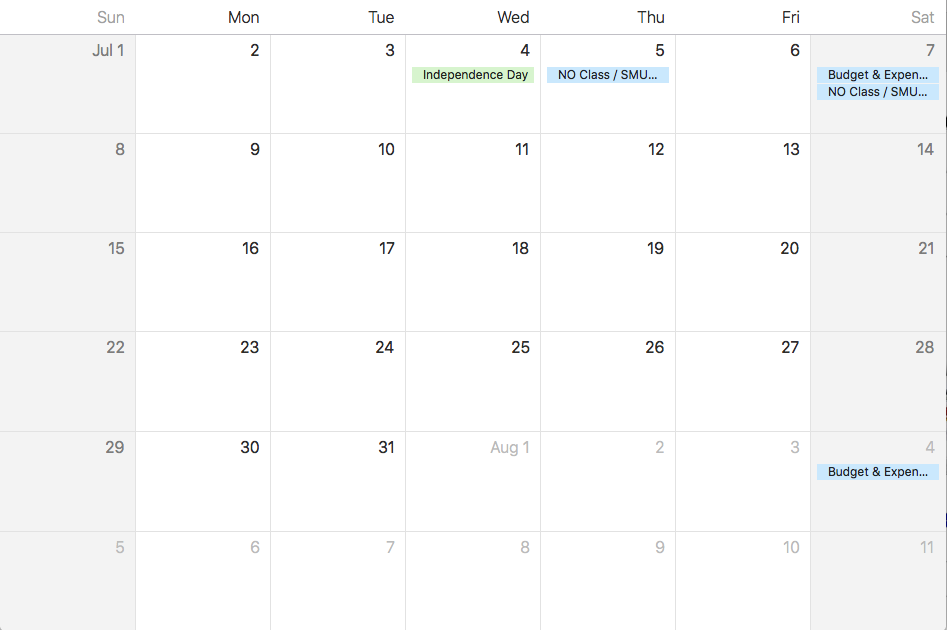 Sun Mon Tue Wed Thu Fri Sat
Jul 1 2 3 4 5 6 7
Independence Day NO Class / SMU... Budget & Expen...
NO Class / SMU...
8 9 10 11 12 13 14
15 16 17 18 19 20 21
22 23 24 25 26 27 28
29 30 31 Aug 1 2 3 4
Budget & Expen...
5 6 7 8 9 10 11